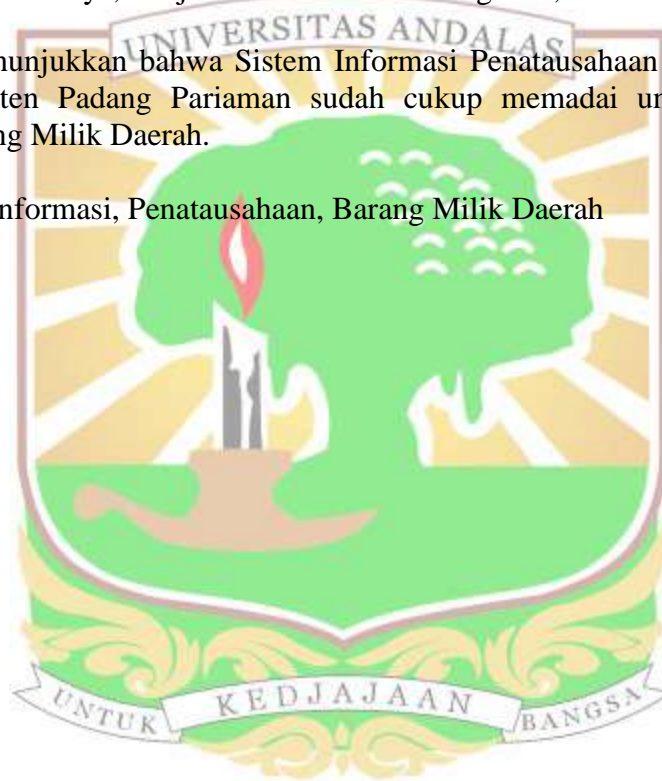 UNIVERSITAS ANDALAS
nunjukkan bahwa Sistem Informasi Penatausahaan
ten Padang Pariaman sudah cukup memadai un
ng Milik Daerah.
nformasi, Penatausahaan, Barang Milik Daerah
UNTUK KEDJAJAAN BANGSA